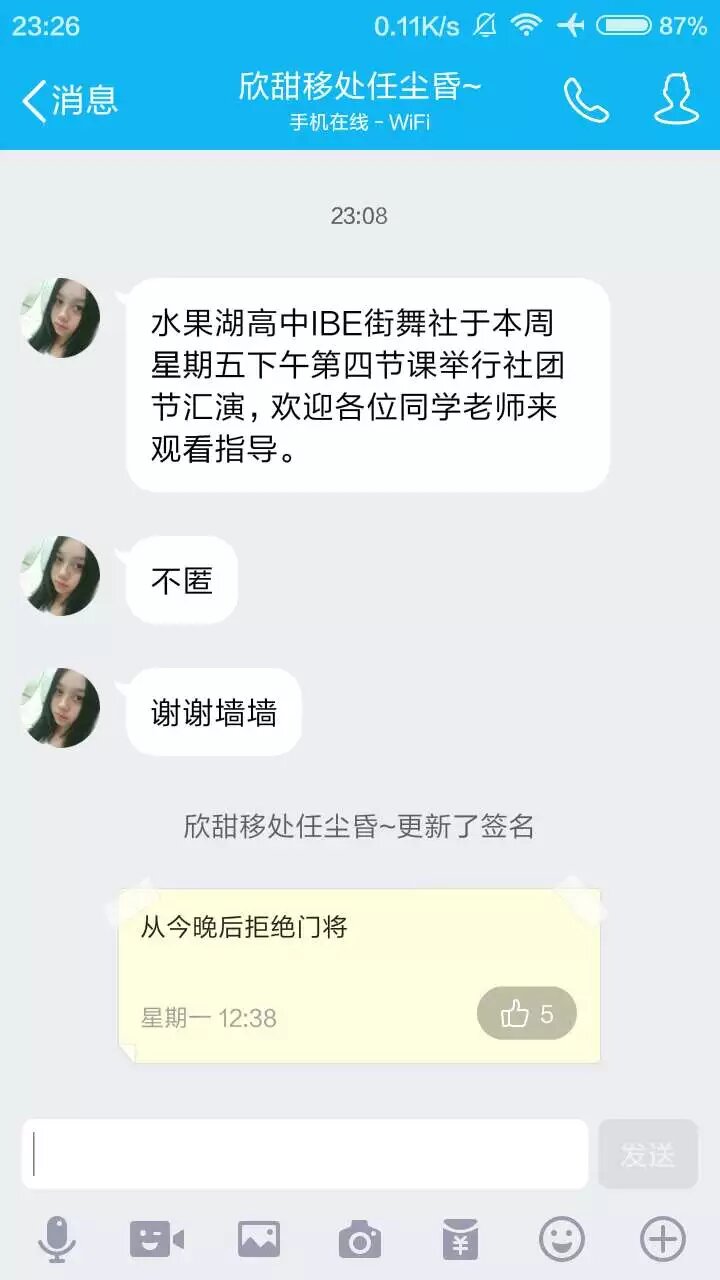 23:26
0.11K/s
87%
消息
欣甜移处任尘昏~
手机在线 - WiFi
23:08
水果湖高中IBE街舞社于本周
星期五下午第四节课举行社团
节汇演,欢迎各位同学老师来
观看指导。
不匿
谢谢墙墙
欣甜移处任尘昏~更新了签名
从今晚后拒绝门将
星期一 12:38
5
发送